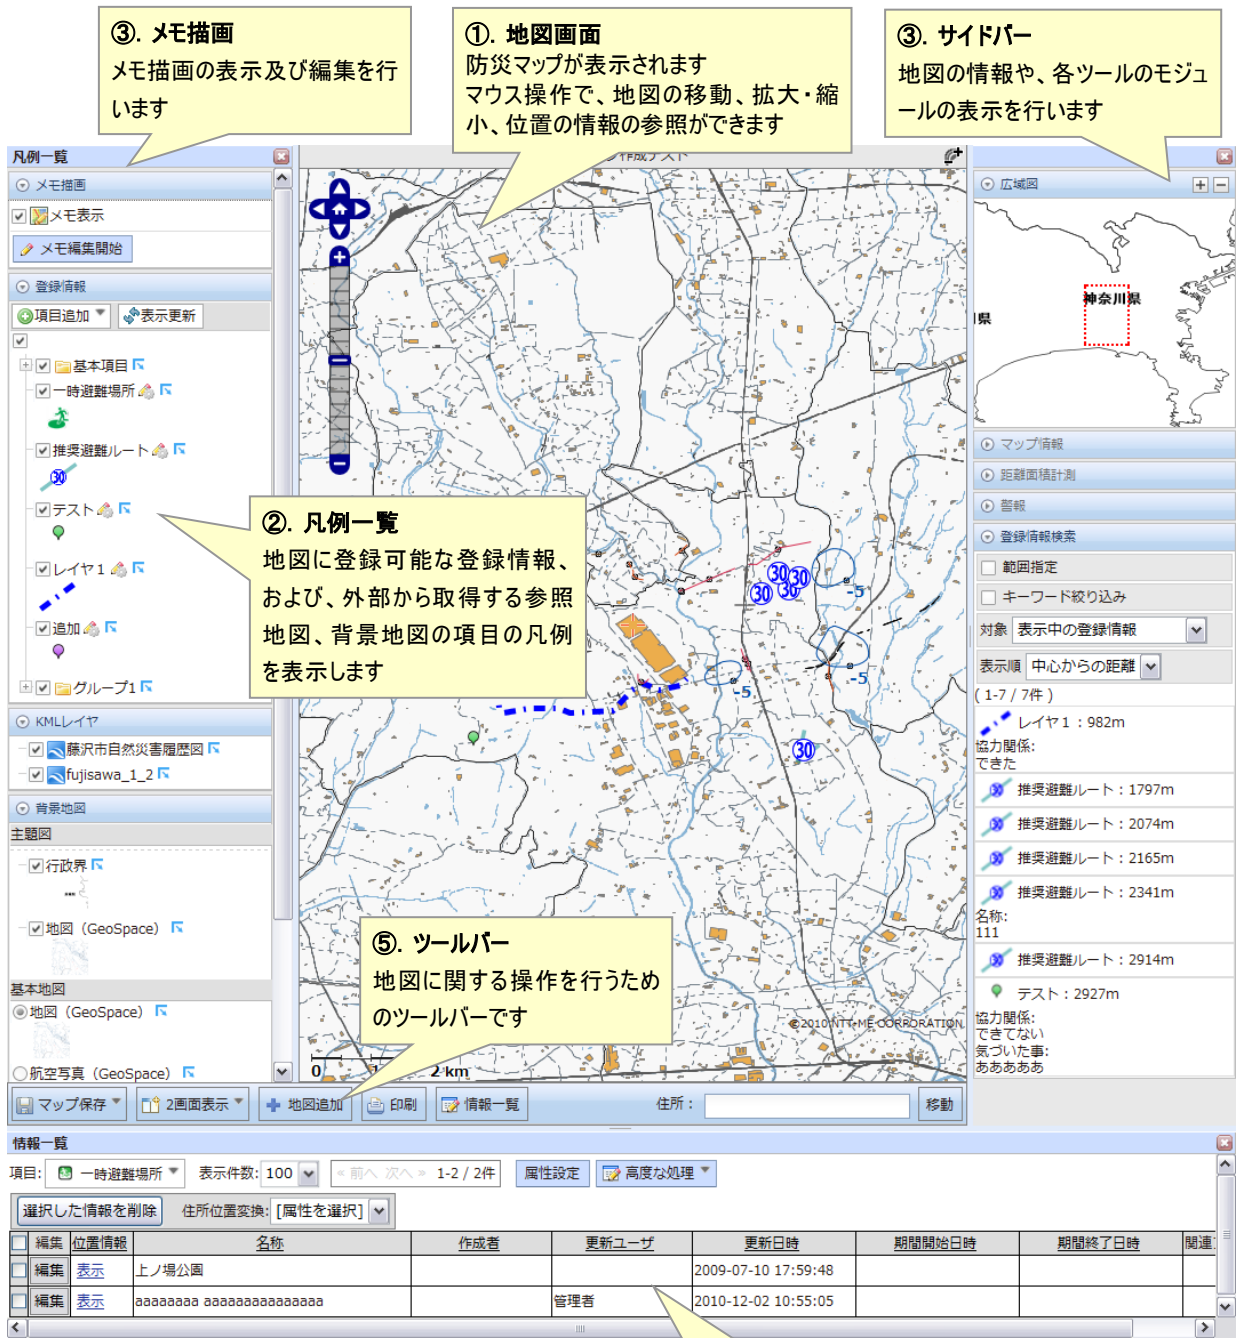 ③．メモ描画
メモ描画の表示及び編集を行
います
①．地図画面
防災マップが表示されます
マウス操作で、地図の移動、拡大・縮
小、位置の情報の参照ができます
③．サイドバー
地図の情報や、各ツールのモジュ
ールの表示を行います
凡例一覧
メモ描画
メモ表示
メモ編集開始
登録情報
項目追加
表示更新
基本項目
一時避難場所
推奨避難ルート
30
テスト
レイヤ１
追加
グループ1
KMLレイヤ
藤沢市自然災害履歴図
fujisawa_1_2
背景地図
主題図
行政界
地図（GeoSpace）
基本地図
地図（GeoSpace）
航空写真（GeoSpace）
作成テスト
②．凡例一覧
地図に登録可能な登録情報、
および、外部から取得する参照
地図、背景地図の項目の凡例
を表示します
30
30
30
30
-5
-5
-5
30
⑤．ツールバー
地図に関する操作を行うため
のツールバーです
©2010 NTT-ME CORPORATION
0
1
2 km
広域図
神奈川県
県
マップ情報
距離面積計測
警報
登録情報検索
範囲指定
キーワード絞り込み
対象 表示中の登録情報
表示順 中心からの距離
( 1-7 / 7件 )
レイヤ１：982m
協力関係:
できた
30 推奨避難ルート：1797m
30 推奨避難ルート：2074m
30 推奨避難ルート：2165m
30 推奨避難ルート：2341m
名称:
111
30 推奨避難ルート：2914m
テスト：2927m
協力関係:
できてない
気づいた事:
あああああ
マップ保存 2画面表示 地図追加 印刷 情報一覧 住所： 移動
情報一覧
項目: 一時避難場所 表示件数: 100 « 前へ 次へ » 1-2 / 2件 属性設定 高度な処理
選択した情報を削除 住所位置変換: [属性を選択]
編集 位置情報 名称 作成者 更新ユーザ 更新日時 期間開始日時 期間終了日時 関連
編集 表示 上ノ場公園 2009-07-10 17:59:48
編集 表示 aaaaaaaa aaaaaaaaaaaaaaa 管理者 2010-12-02 10:55:05